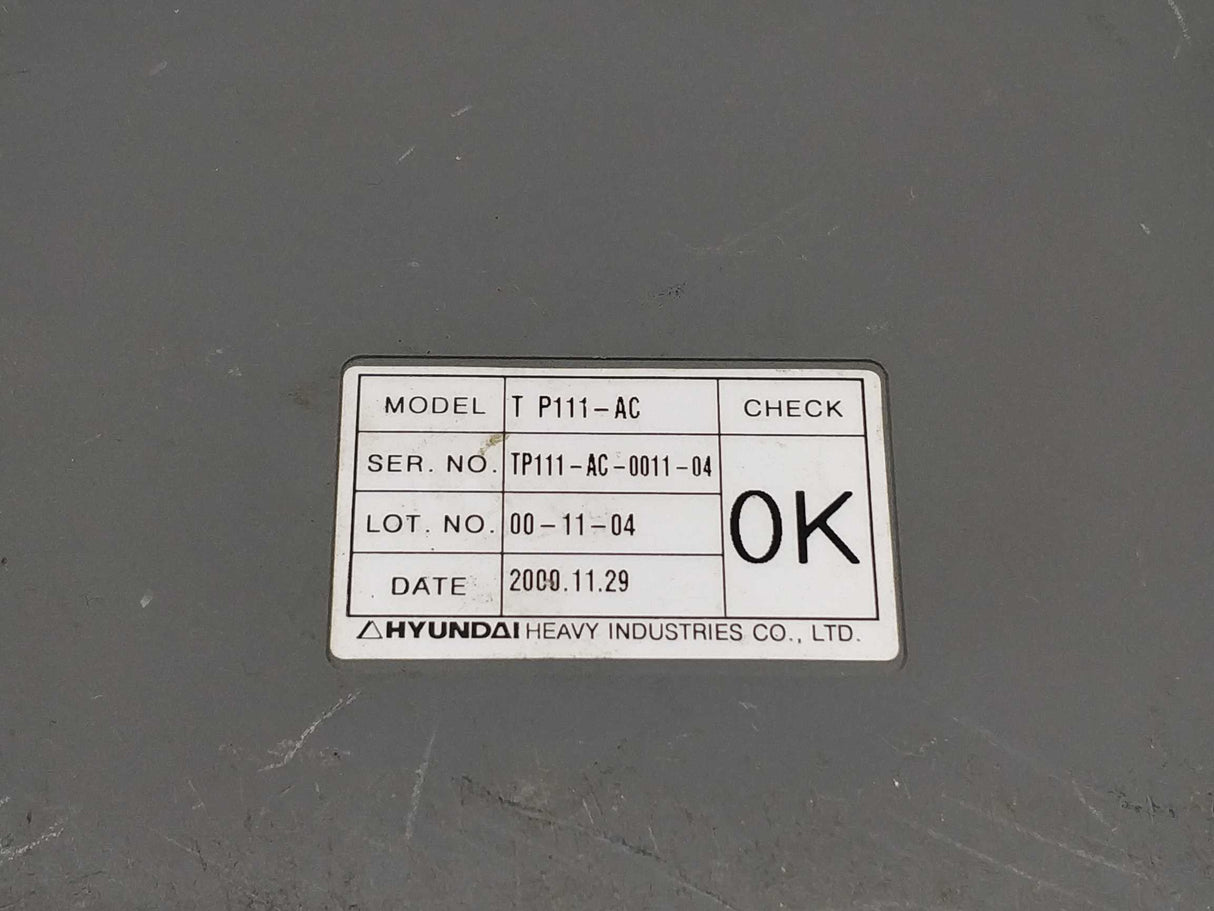 MODEL T P111-AC CHECK
SER. NO. TP111-AC-0011-04
OK
LOT. NO. 00-11-04
DATE 2000.11.29
HYUNDAI HEAVY INDUSTRIES CO., LTD.